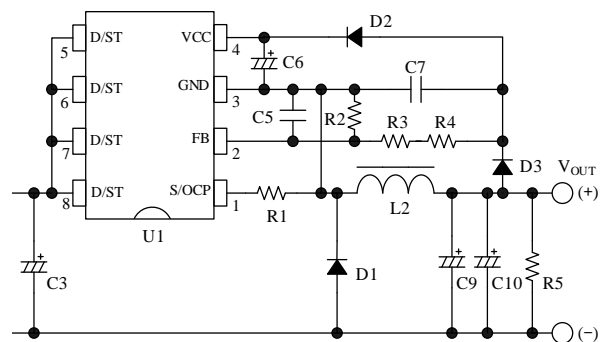 D/ST
VCC
D2
5
4
C6
C7
D/ST
GND
6
3
C5
R2
R3
R4
D/ST
FB
7
2
D3
VOUT
D/ST
S/OCP
(+)
8
1
R1
L2
U1
C3
D1
C9
C10
R5
(−)